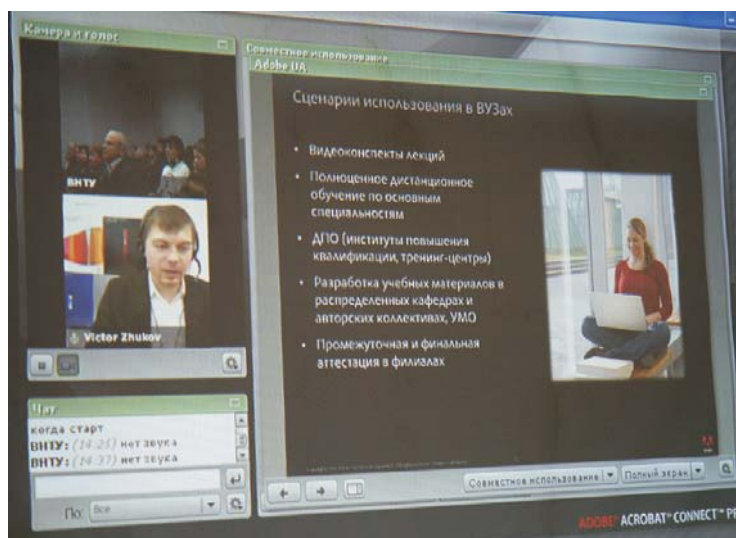 Камера и голос
ВНТУ
Victor Zhukov
Чат
когда старт
ВНТУ: (14:25) нет звука
ВНТУ: (14:37) нет звука
По: Все
Совместное использование
Adobe UA
Сценарии использования в ВУЗах
• Видеоконспекты лекций
• Полноценное дистанционное
обучение по основным
специальностям
• ДПО (институты повышения
квалификации, тренинг-центры)
• Разработка учебных материалов в
распределенных кафедрах и
авторских коллективах, УМО
• Промежуточная и финальная
аттестация в филиалах
Совместное использование
Полный экран
ADOBE® ACROBAT® CONNECT™ PR